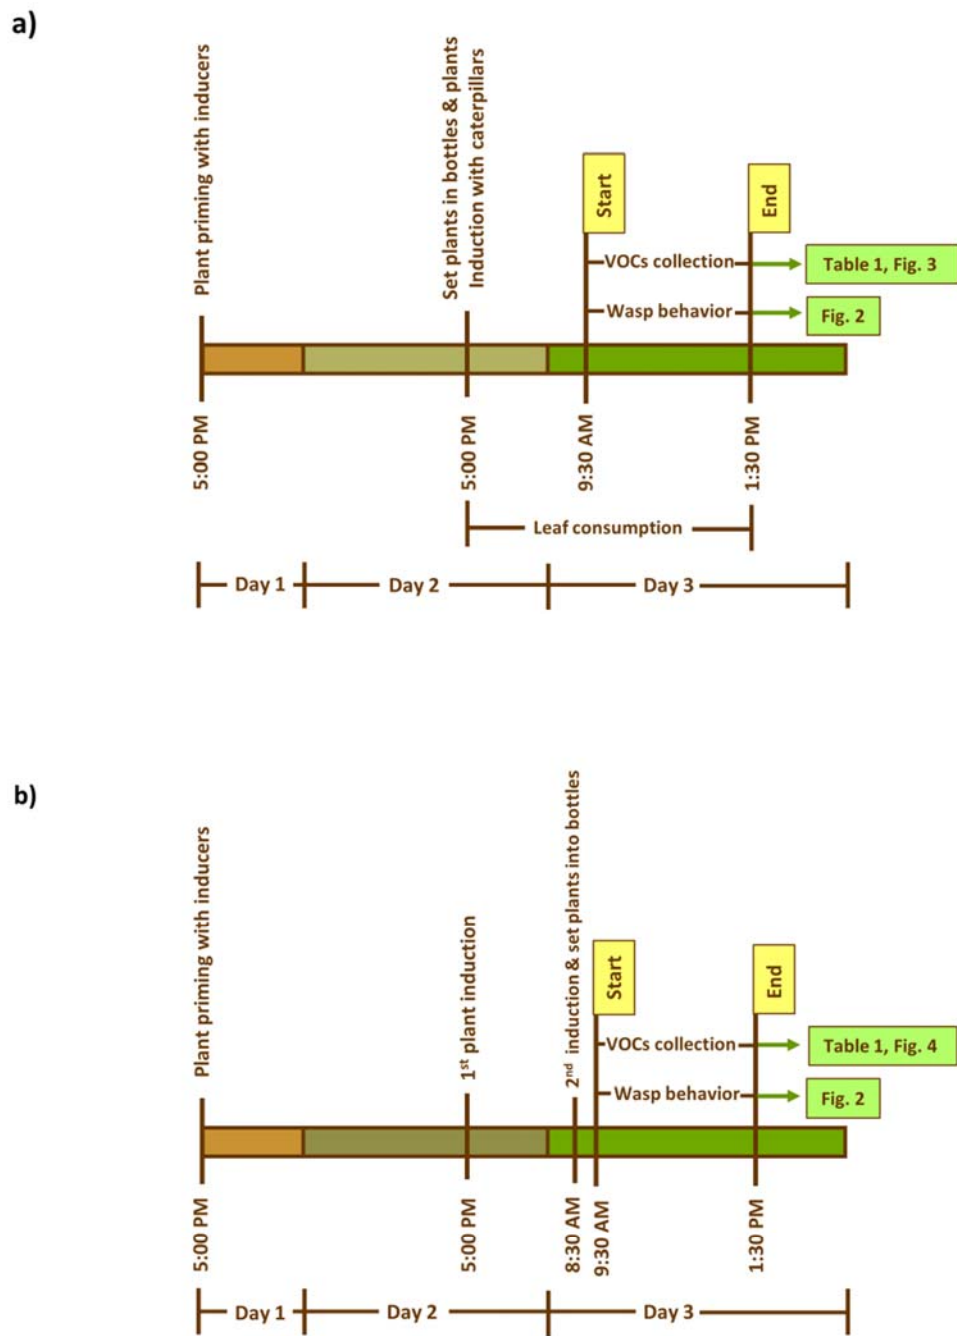 a)
Plant priming with inducers
Set plants in bottles & plants
Induction with caterpillars
Start
End
VOCs collection
Table 1, Fig. 3
Wasp behavior
Fig. 2
5:00 PM
5:00 PM
9:30 AM
1:30 PM
Leaf consumption
Day 1
Day 2
Day 3
b)
Plant priming with inducers
1st plant induction
2nd induction & set plants into bottles
Start
End
VOCs collection
Table 1, Fig. 4
Wasp behavior
Fig. 2
5:00 PM
5:00 PM
8:30 AM
9:30 AM
1:30 PM
Day 1
Day 2
Day 3